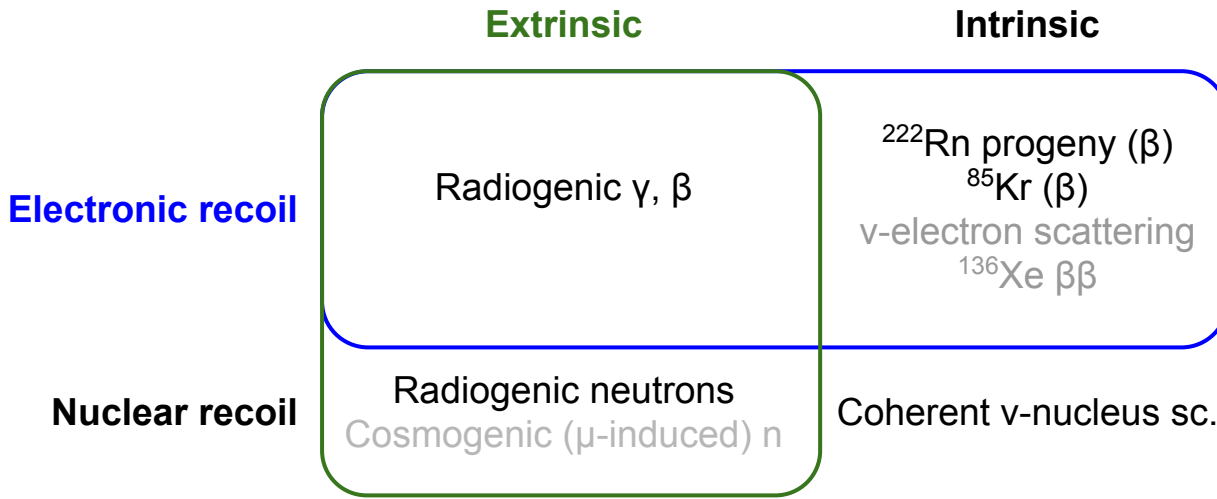 Extrinsic
Intrinsic
Electronic recoil
Radiogenic γ, β
²²²Rn progeny (β)
⁸⁵Kr (β)
ν-electron scattering
¹³⁶Xe ββ
Nuclear recoil
Radiogenic neutrons
Cosmogenic (μ-induced) n
Coherent ν-nucleus sc.